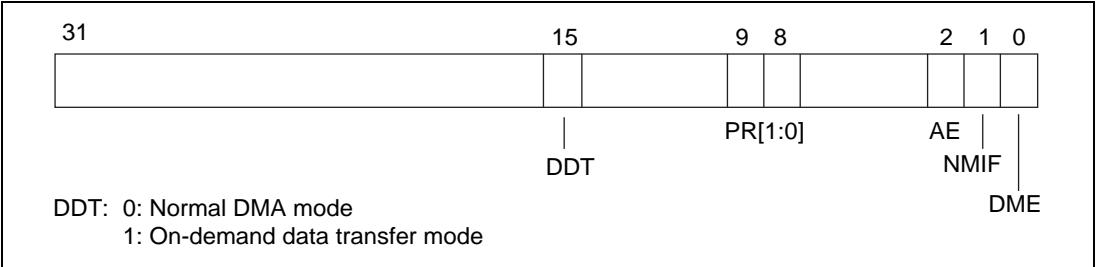 31 15 9 8 2 1 0
PR[1:0] AE
DDT NMIF
DME
DDT: 0: Normal DMA mode
1: On-demand data transfer mode